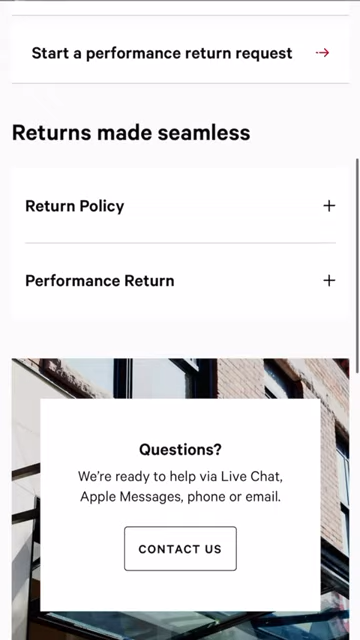 Start a performance return request
Returns made seamless
Return Policy
Performance Return
Questions?
We’re ready to help via Live Chat,
Apple Messages, phone or email.
CONTACT US